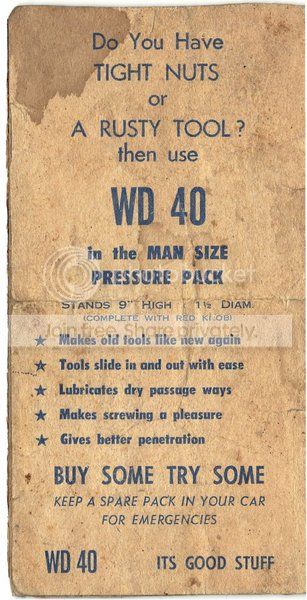 Do You Have
TIGHT NUTS
or
A RUSTY TOOL?
then use
WD 40
in the MAN SIZE
PRESSURE PACK
STANDS 9" HIGH : 1½ DIAM.
(COMPLETE WITH RED KNOB)
★ Makes old tools like new again
★ Tools slide in and out with ease
★ Lubricates dry passage ways
★ Makes screwing a pleasure
★ Gives better penetration
BUY SOME TRY SOME
KEEP A SPARE PACK IN YOUR CAR
FOR EMERGENCIES
WD 40 ITS GOOD STUFF